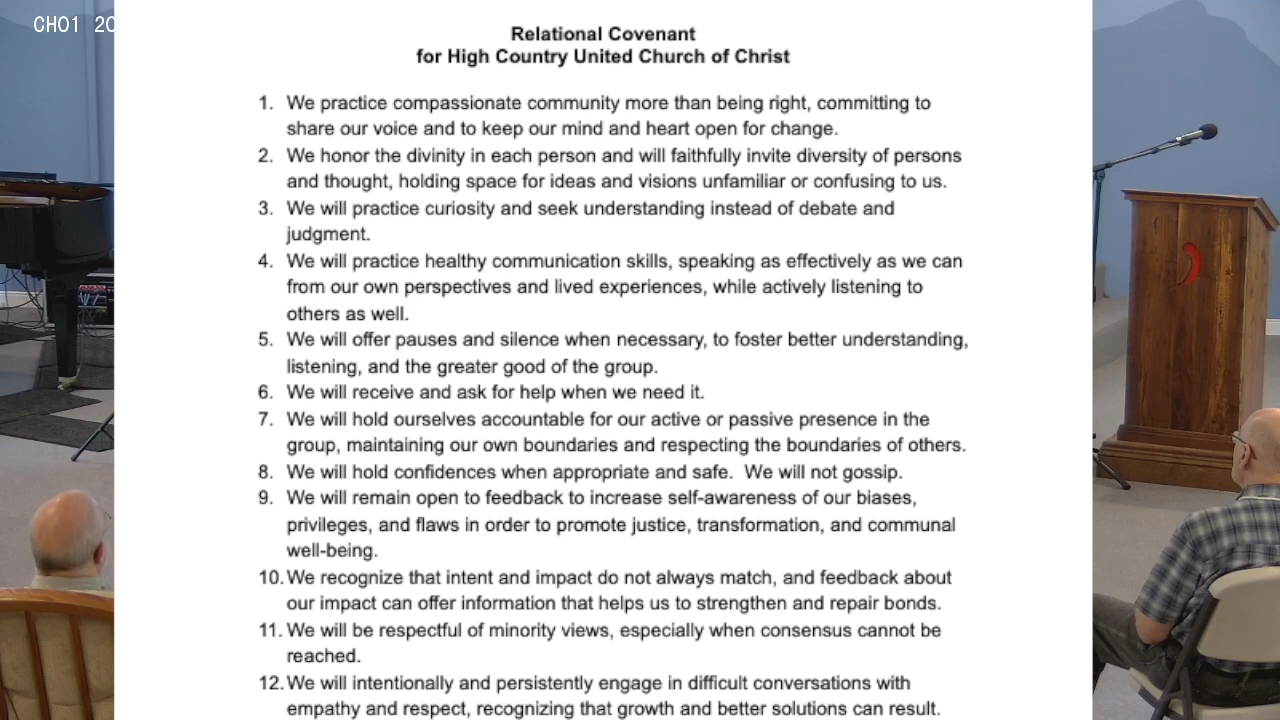 CH01 20
Relational Covenant
for High Country United Church of Christ
1. We practice compassionate community more than being right, committing to
share our voice and to keep our mind and heart open for change.
2. We honor the divinity in each person and will faithfully invite diversity of persons
and thought, holding space for ideas and visions unfamiliar or confusing to us.
3. We will practice curiosity and seek understanding instead of debate and
judgment.
4. We will practice healthy communication skills, speaking as effectively as we can
from our own perspectives and lived experiences, while actively listening to
others as well.
5. We will offer pauses and silence when necessary, to foster better understanding,
listening, and the greater good of the group.
6. We will receive and ask for help when we need it.
7. We will hold ourselves accountable for our active or passive presence in the
group, maintaining our own boundaries and respecting the boundaries of others.
8. We will hold confidences when appropriate and safe.  We will not gossip.
9. We will remain open to feedback to increase self-awareness of our biases,
privileges, and flaws in order to promote justice, transformation, and communal
well-being.
10. We recognize that intent and impact do not always match, and feedback about
our impact can offer information that helps us to strengthen and repair bonds.
11. We will be respectful of minority views, especially when consensus cannot be
reached.
12. We will intentionally and persistently engage in difficult conversations with
empathy and respect, recognizing that growth and better solutions can result.